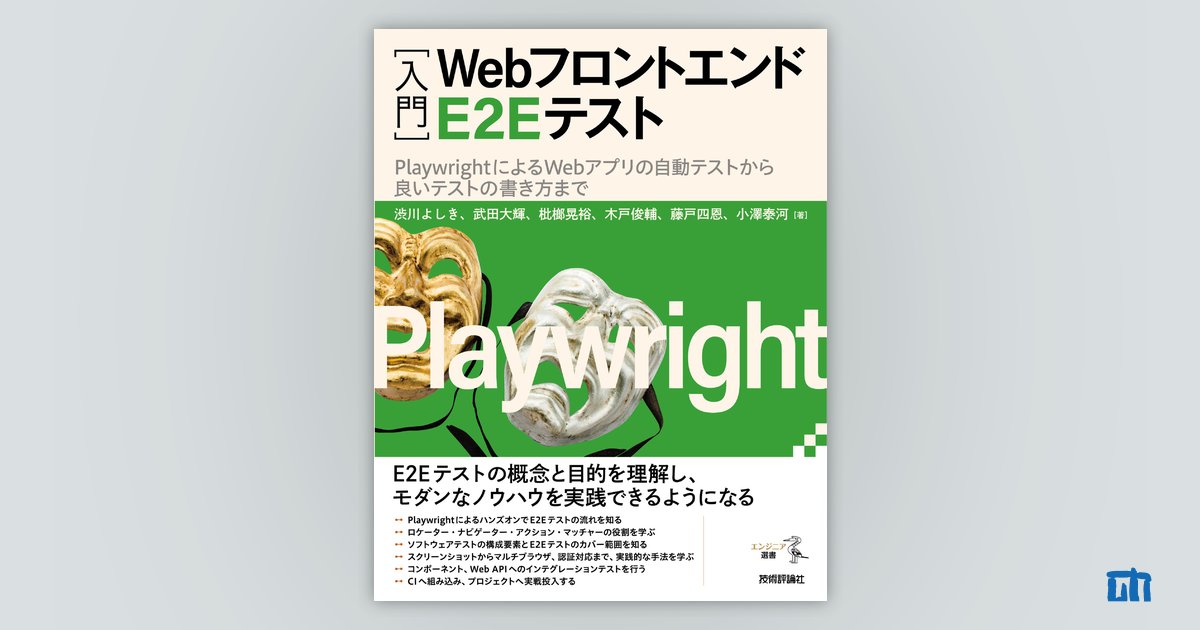 [入門]
Webフロントエンド
E2Eテスト
PlaywrightによるWebアプリの自動テストから
良いテストの書き方まで
渋川よしき、武田大輝、枇榔晃裕、木戸俊輔、藤戸四恩、小澤泰河 [著]
Playwright
E2Eテストの概念と目的を理解し、
モダンなノウハウを実践できるようになる
PlaywrightによるハンズオンでE2Eテストの流れを知る
ロケーター・ナビゲーター・アクション・マッチャーの役割を学ぶ
ソフトウェアテストの構成要素とE2Eテストのカバー範囲を知る
スクリーンショットからマルチブラウザ、認証対応まで、実践的な手法を学ぶ
コンポーネント、Web APIへのインテグレーションテストを行う
CIへ組み込み、プロジェクトへ実戦投入する
エンジニア
選書
技術評論社